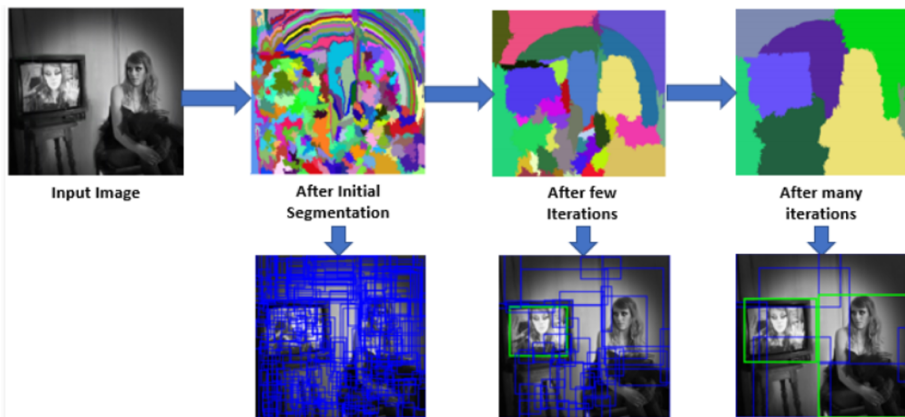 Input Image
After Initial
Segmentation
After few
Iterations
After many
iterations